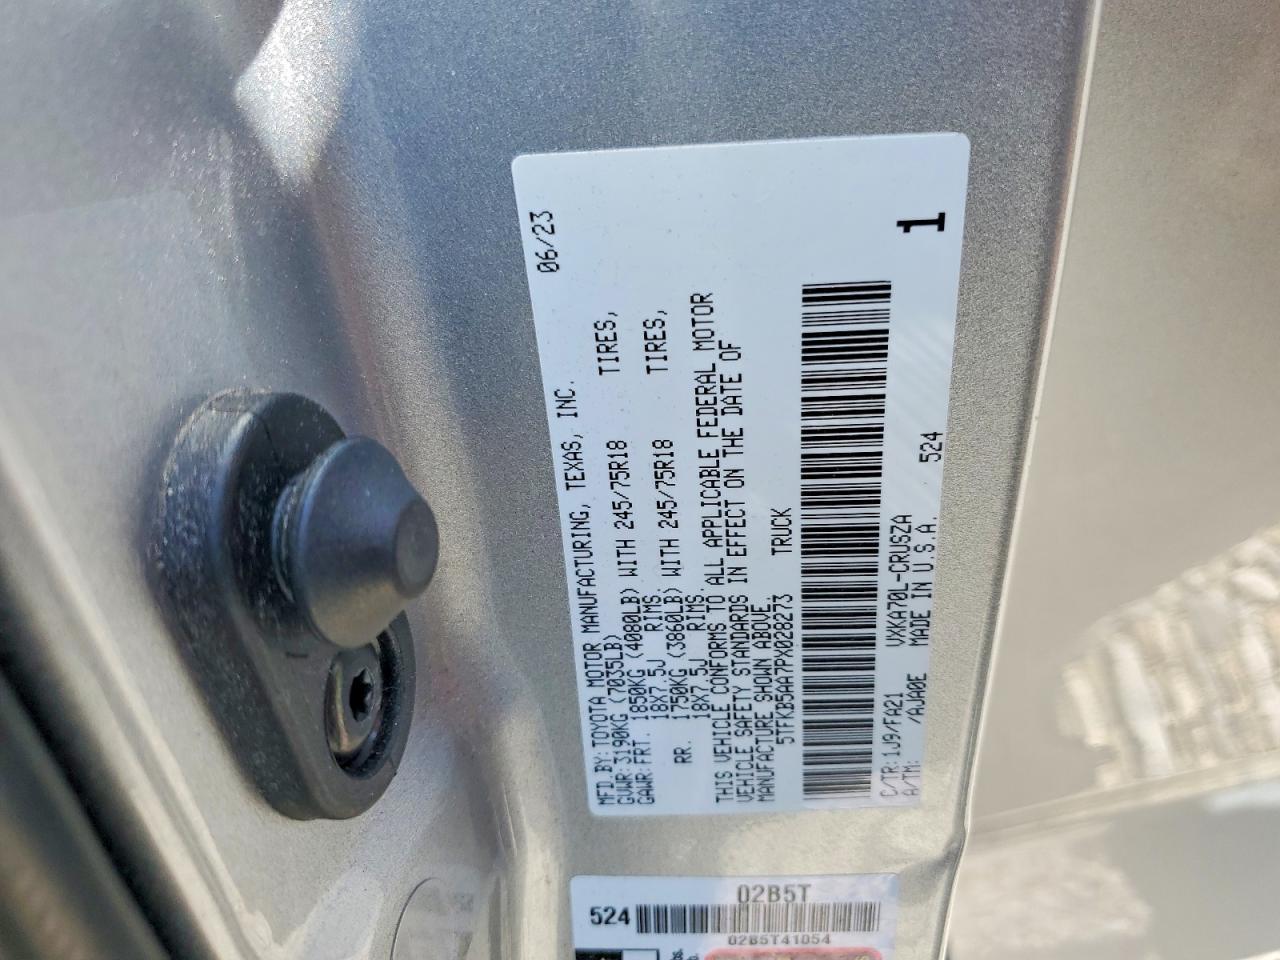 MFD. BY: TOYOTA MOTOR MANUFACTURING, TEXAS, INC. 06/23
GVWR: 3190KG (7035LB)
GAWR: FRT. 1850KG (4080LB) WITH 245/75R18 TIRES,
18X7.5J RIMS.
RR. 1750KG (3860LB) WITH 245/75R18 TIRES,
18X7.5J RIMS.
THIS VEHICLE CONFORMS TO ALL APPLICABLE FEDERAL MOTOR
VEHICLE SAFETY STANDARDS IN EFFECT ON THE DATE OF
MANUFACTURE SHOWN ABOVE.
5TFKB5AA7PX028273 TRUCK
C/TR: 1J9/FA21 VXKA70L-CRUSZA
A/TM: /AJA0E MADE IN U.S.A. 524
1
02B5T
524
02B5T41054